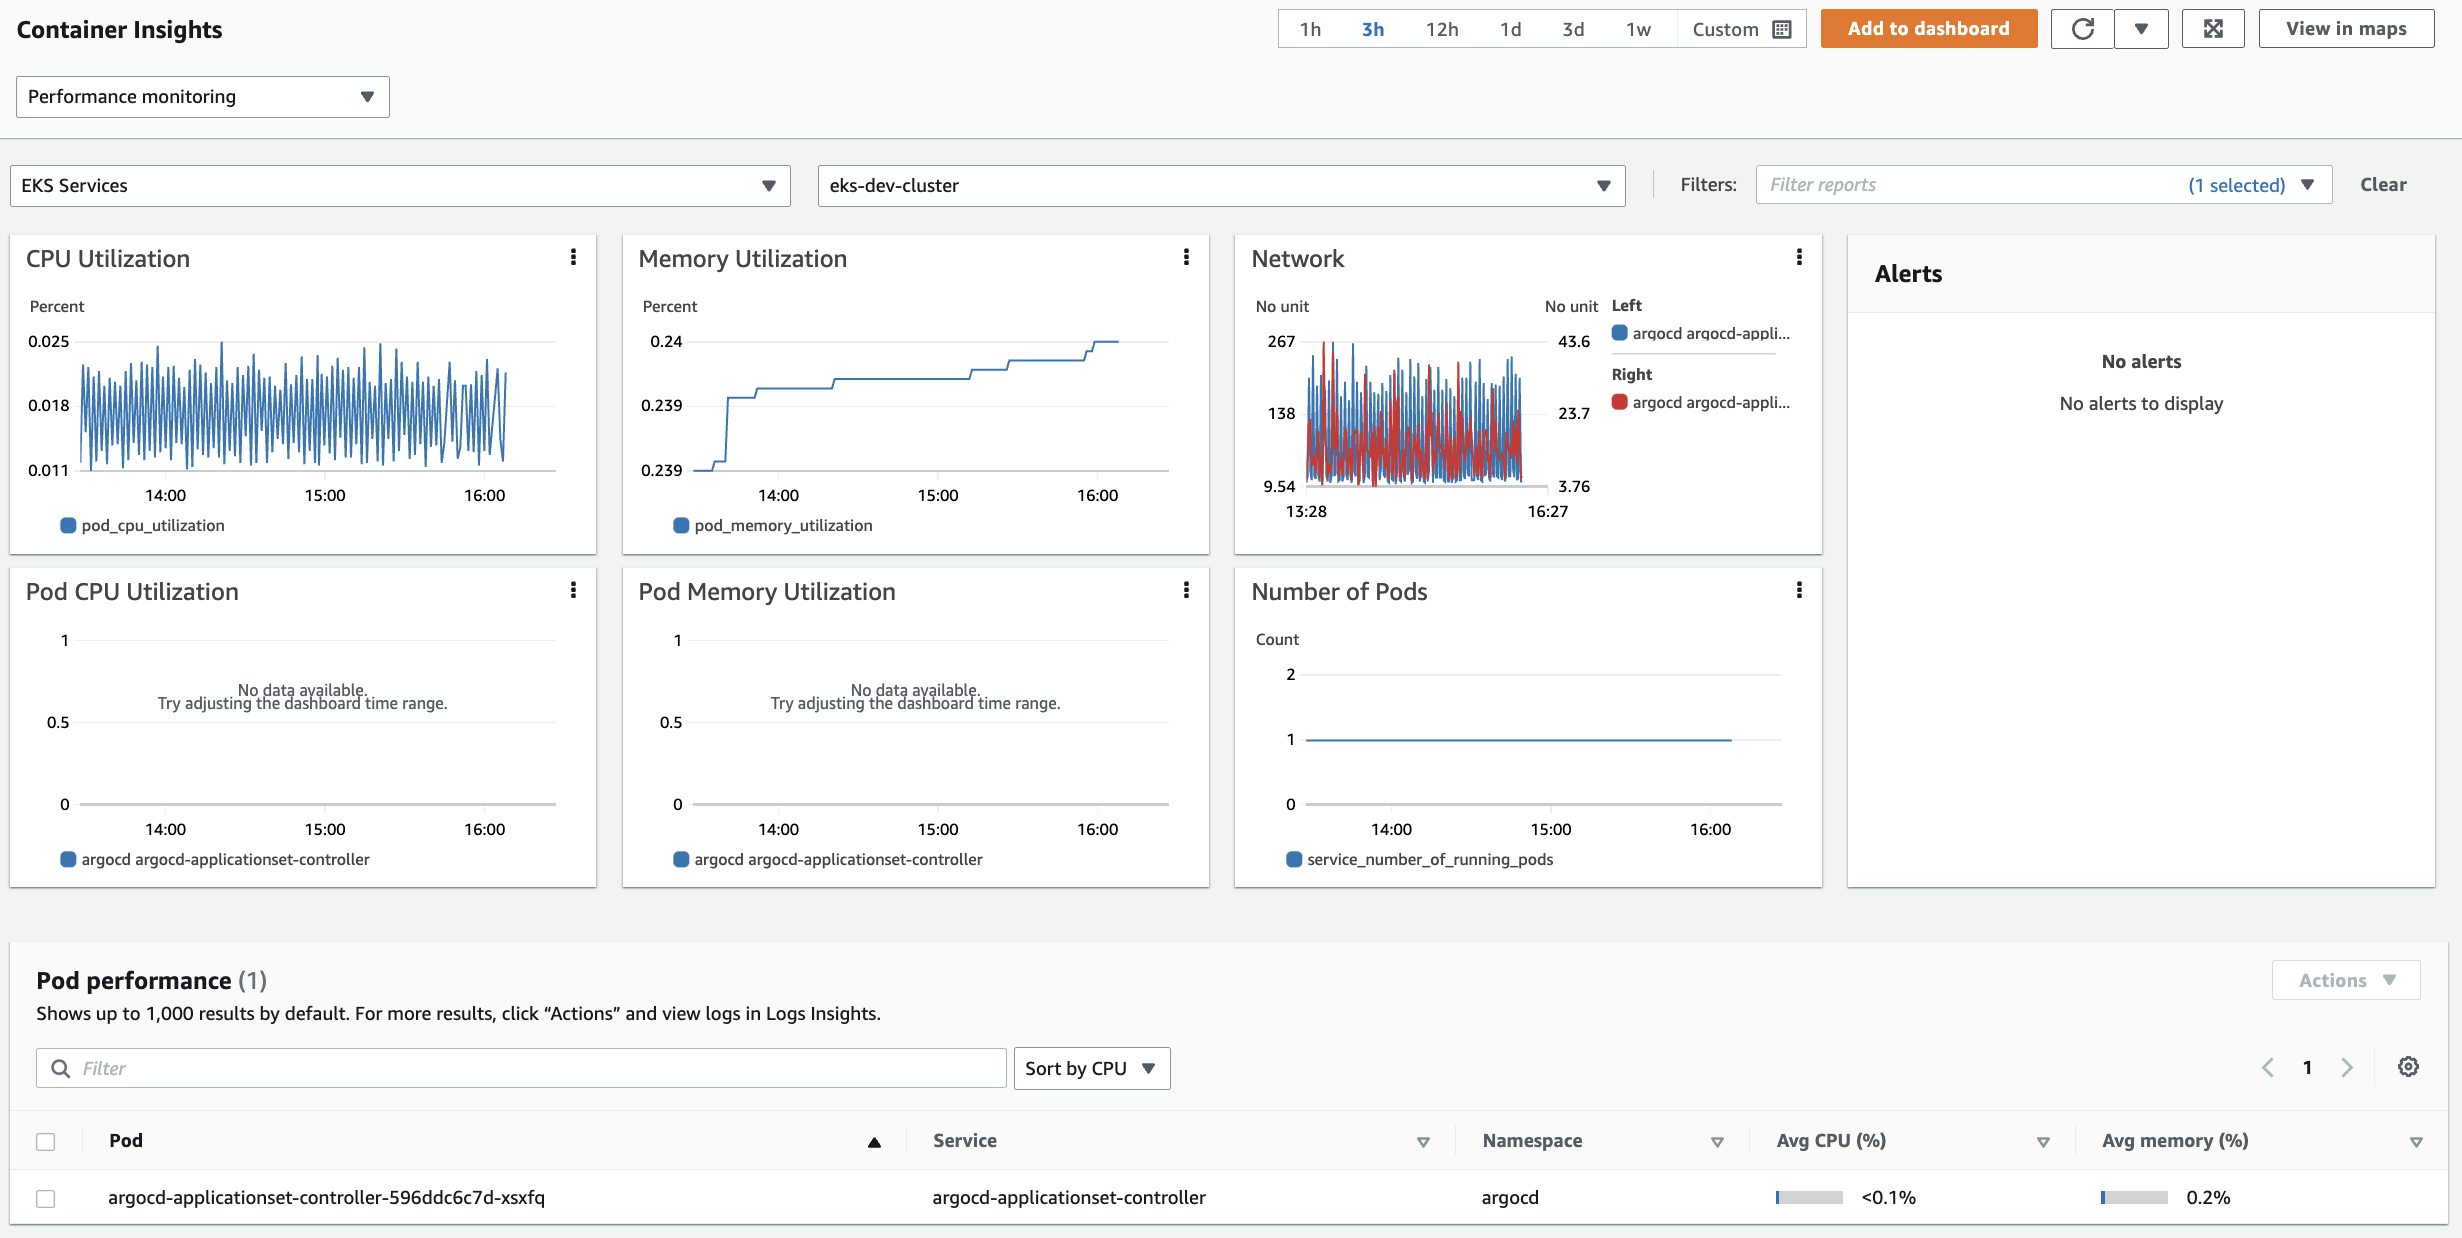 Container Insights
1h 3h 12h 1d 3d 1w Custom
Add to dashboard
View in maps
Performance monitoring
EKS Services
eks-dev-cluster
Filters:
Filter reports
(1 selected)
Clear
CPU Utilization
Percent
0.025
0.018
0.011
14:00 15:00 16:00
pod_cpu_utilization
Memory Utilization
Percent
0.24
0.239
0.239
14:00 15:00 16:00
pod_memory_utilization
Network
No unit
No unit
267
138
9.54
43.6
23.7
3.76
13:28 16:27
Left
argocd argocd-appli...
Right
argocd argocd-appli...
Alerts
No alerts
No alerts to display
Pod CPU Utilization
1
0.5
0
No data available.
Try adjusting the dashboard time range.
14:00 15:00 16:00
argocd argocd-applicationset-controller
Pod Memory Utilization
1
0.5
0
No data available.
Try adjusting the dashboard time range.
14:00 15:00 16:00
argocd argocd-applicationset-controller
Number of Pods
Count
2
1
0
14:00 15:00 16:00
service_number_of_running_pods
Pod performance (1)
Shows up to 1,000 results by default. For more results, click “Actions” and view logs in Logs Insights.
Actions
Filter
Sort by CPU
1
Pod Service Namespace Avg CPU (%) Avg memory (%)
argocd-applicationset-controller-596ddc6c7d-xsxfq argocd-applicationset-controller argocd <0.1% 0.2%